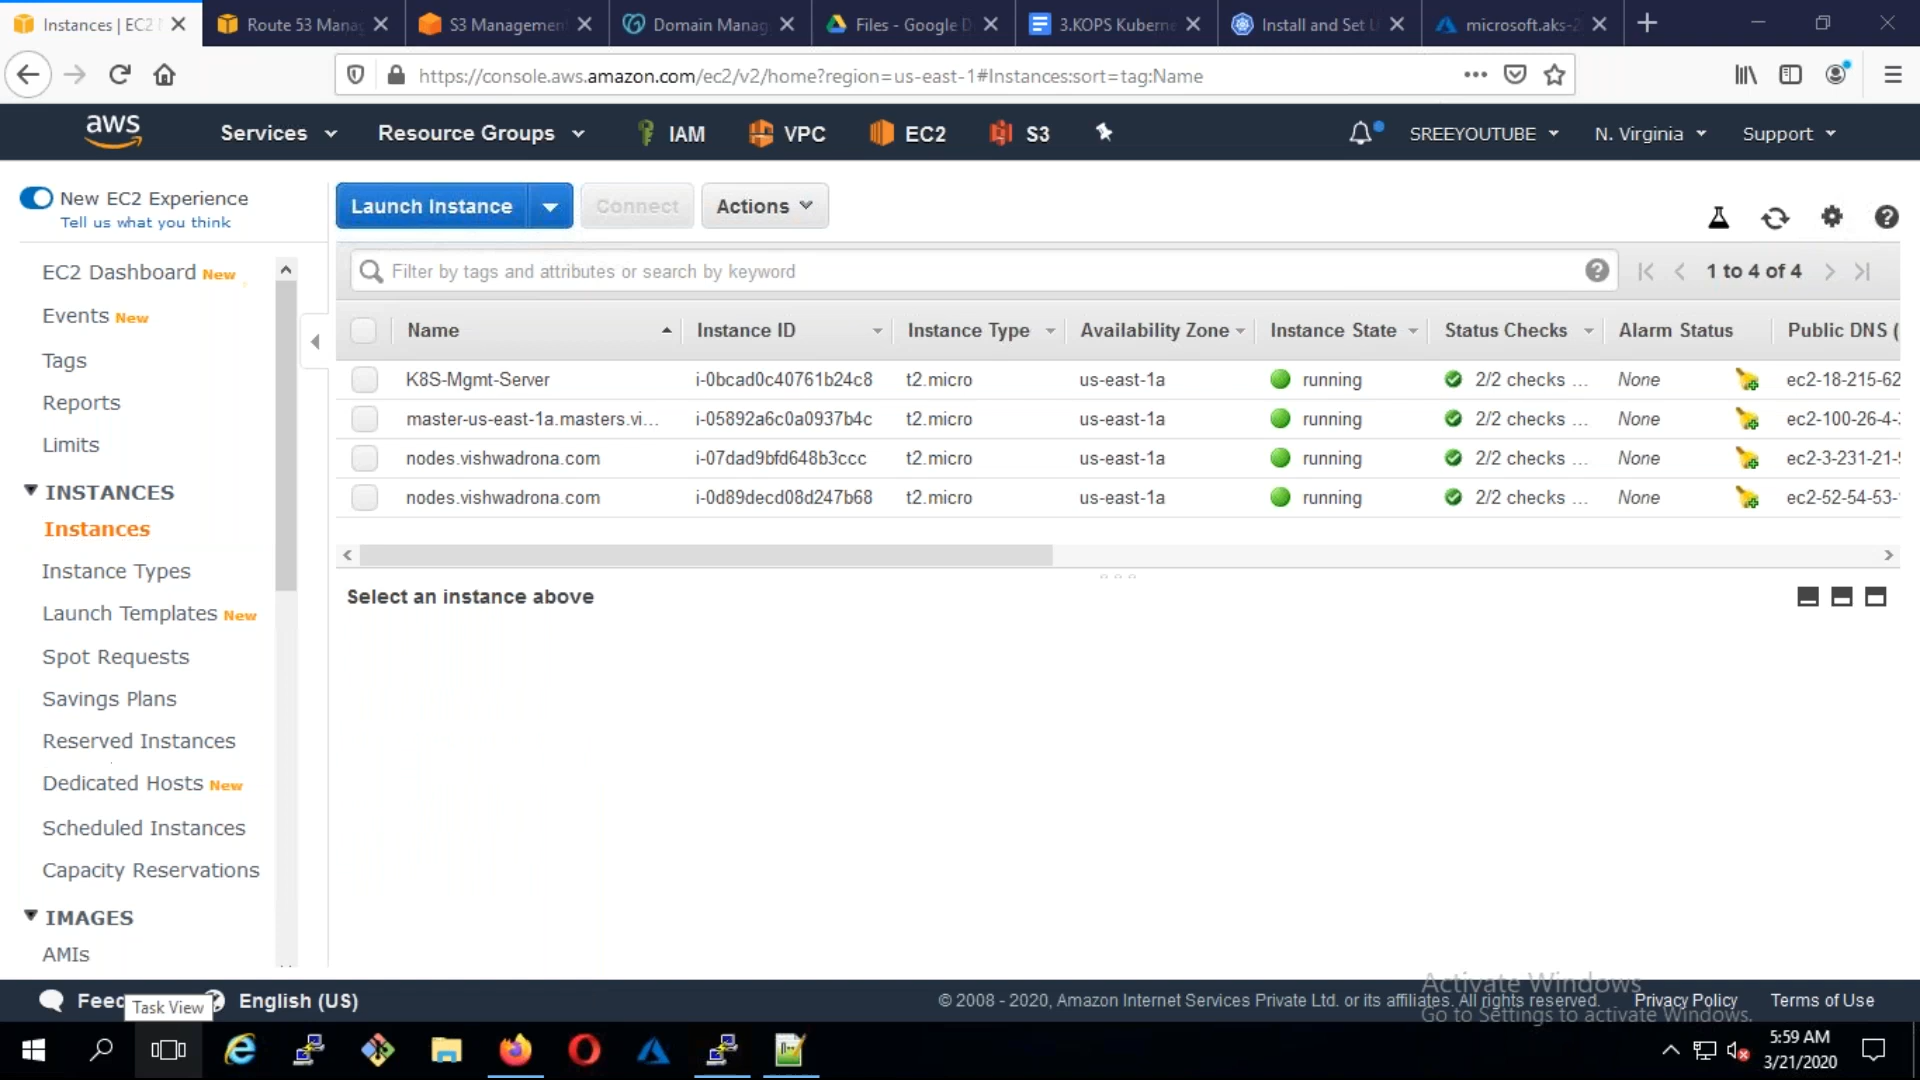 Instances | EC2
Route 53 Mana
S3 Management
Domain Manag
Files - Google D
3.KOPS Kuberne
Install and Set U
microsoft.aks-2
https://console.aws.amazon.com/ec2/v2/home?region=us-east-1#Instances:sort=tag:Name
aws
Services
Resource Groups
IAM
VPC
EC2
S3
SREEYOUTUBE
N. Virginia
Support
New EC2 Experience
Tell us what you think
Launch Instance
Connect
Actions
Filter by tags and attributes or search by keyword
1 to 4 of 4
EC2 Dashboard New
Events New
Tags
Reports
Limits
INSTANCES
Instances
Instance Types
Launch Templates New
Spot Requests
Savings Plans
Reserved Instances
Dedicated Hosts New
Scheduled Instances
Capacity Reservations
IMAGES
AMIs
Name Instance ID Instance Type Availability Zone Instance State Status Checks Alarm Status Public DNS (
K8S-Mgmt-Server i-0bcad0c40761b24c8 t2.micro us-east-1a running 2/2 checks ... None ec2-18-215-62
master-us-east-1a.masters.vi... i-05892a6c0a0937b4c t2.micro us-east-1a running 2/2 checks ... None ec2-100-26-4-
nodes.vishwadrona.com i-07dad9bfd648b3ccc t2.micro us-east-1a running 2/2 checks ... None ec2-3-231-21-
nodes.vishwadrona.com i-0d89decd08d247b68 t2.micro us-east-1a running 2/2 checks ... None ec2-52-54-53-
Select an instance above
Activate Windows
Go to Settings to activate Windows.
Feed
Task View
English (US)
© 2008 - 2020, Amazon Internet Services Private Ltd. or its affiliates. All rights reserved.
Privacy Policy
Terms of Use
5:59 AM
3/21/2020